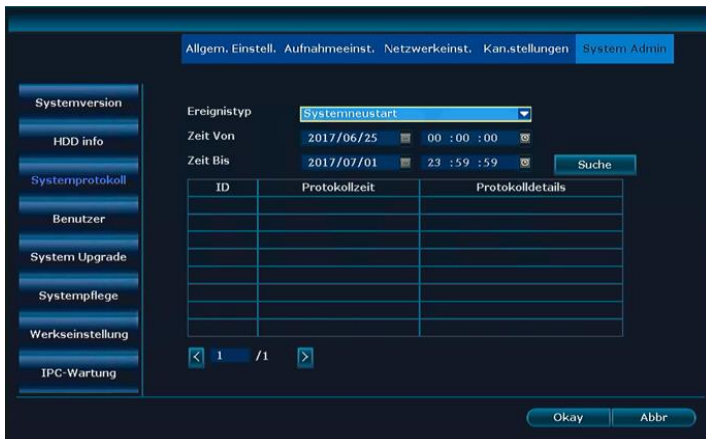 Allgem. Einstell. Aufnahmeeinst. Netzwerkeinst. Kan.stellungen System Admin
Systemversion
HDD info
Systemprotokoll
Benutzer
System Upgrade
Systempflege
Werkseinstellung
IPC-Wartung
Ereignistyp Systemneustart
Zeit Von 2017/06/25 00 :00 :00
Zeit Bis 2017/07/01 23 :59 :59 Suche
ID Protokollzeit Protokolldetails
< 1 /1 >
Okay Abbr